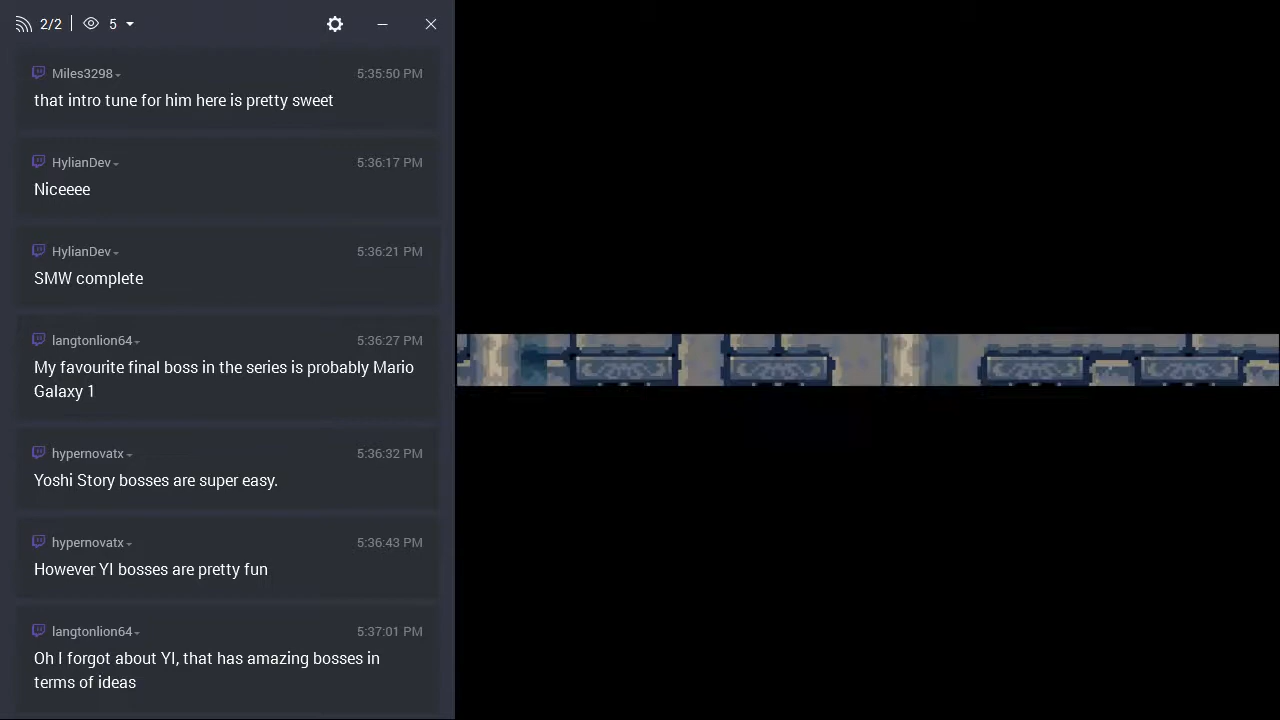 2/2
5
Miles3298
5:35:50 PM
that intro tune for him here is pretty sweet
HylianDev
5:36:17 PM
Niceeee
HylianDev
5:36:21 PM
SMW complete
langtonlion64
5:36:27 PM
My favourite final boss in the series is probably Mario
Galaxy 1
hypernovatx
5:36:32 PM
Yoshi Story bosses are super easy.
hypernovatx
5:36:43 PM
However YI bosses are pretty fun
langtonlion64
5:37:01 PM
Oh I forgot about YI, that has amazing bosses in
terms of ideas